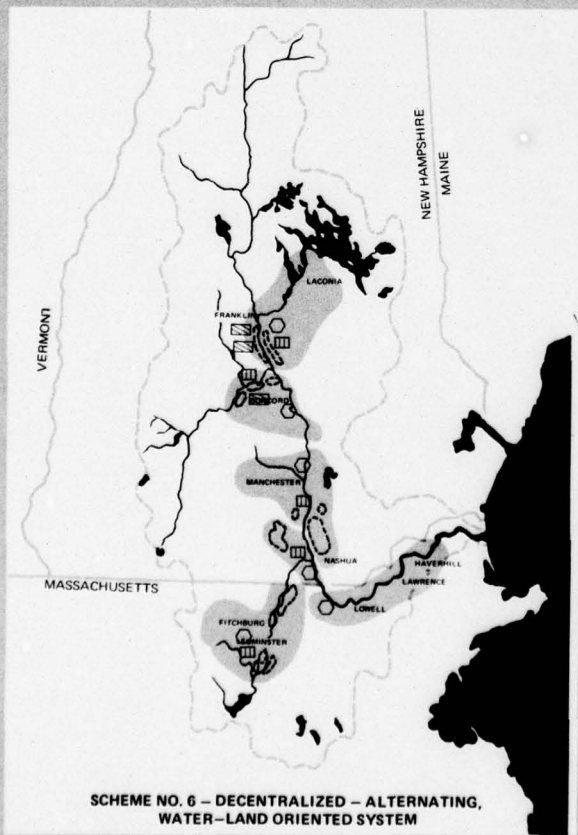 NEW HAMPSHIRE
MAINE
VERMONT
LACONIA
FRANKLIN
CONCORD
MANCHESTER
NASHUA
MASSACHUSETTS
HAVERHILL
LAWRENCE
LOWELL
FITCHBURG
LEOMINSTER
SCHEME NO. 6 – DECENTRALIZED – ALTERNATING,
WATER–LAND ORIENTED SYSTEM